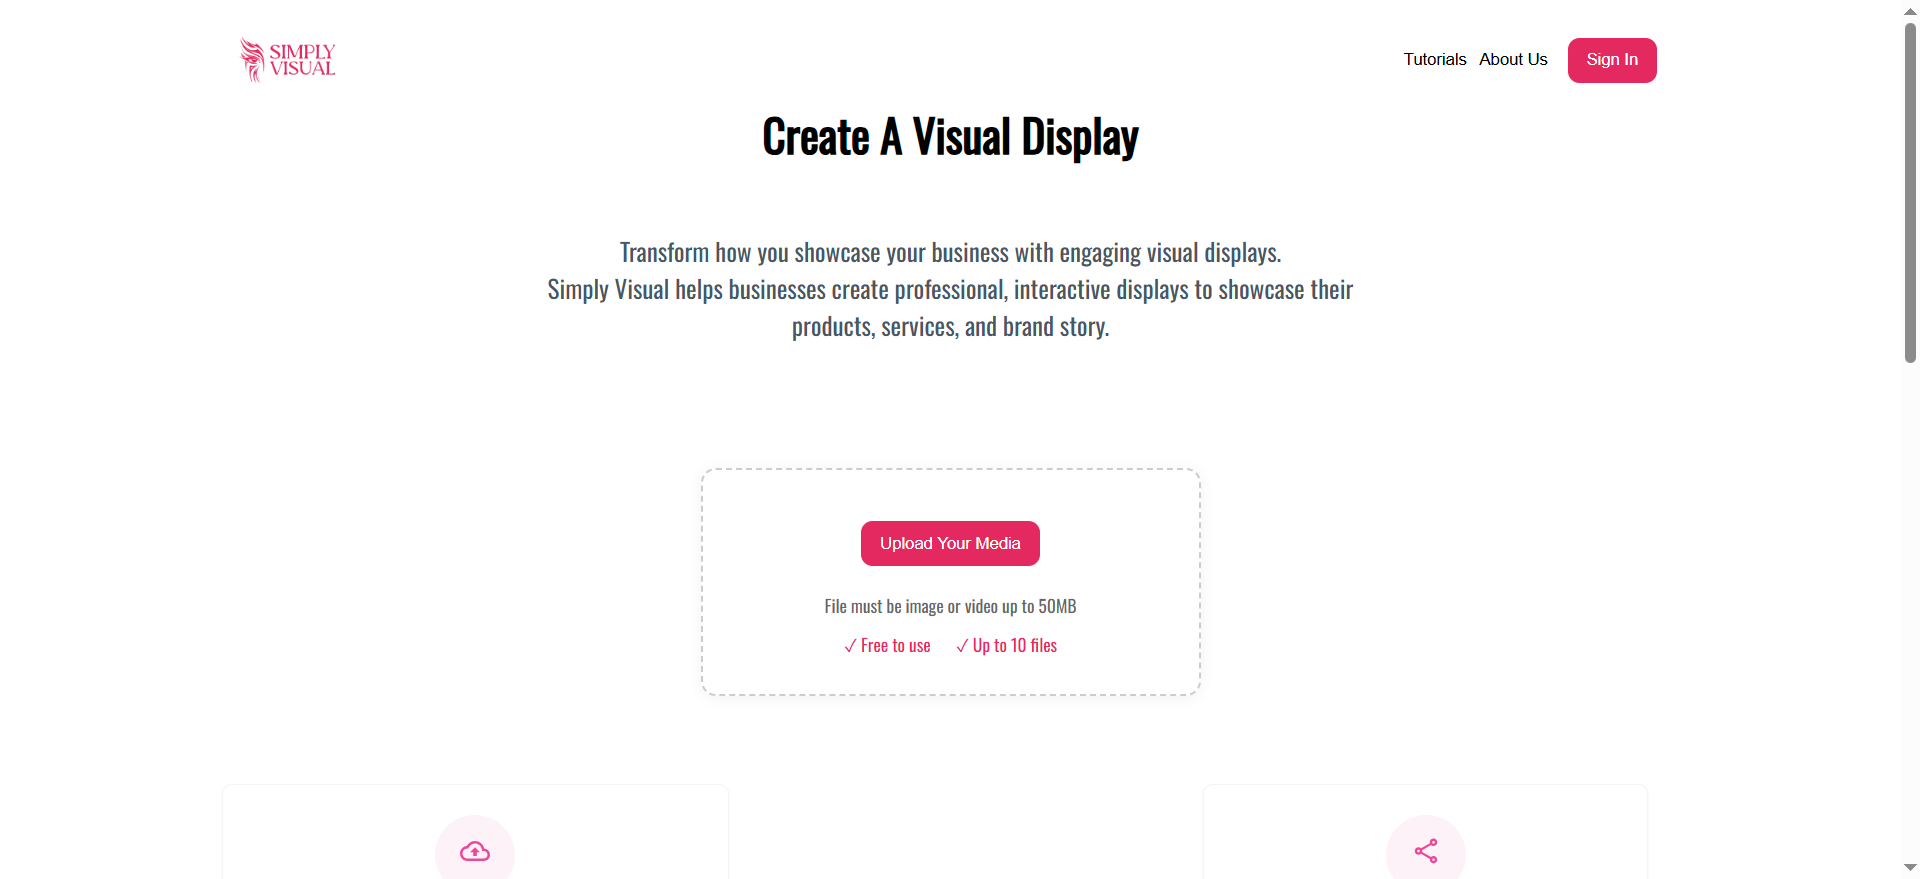 SIMPLY
VISUAL
Tutorials About Us Sign In
Create A Visual Display
Transform how you showcase your business with engaging visual displays.
Simply Visual helps businesses create professional, interactive displays to showcase their
products, services, and brand story.
Upload Your Media
File must be image or video up to 50MB
✓ Free to use ✓ Up to 10 files